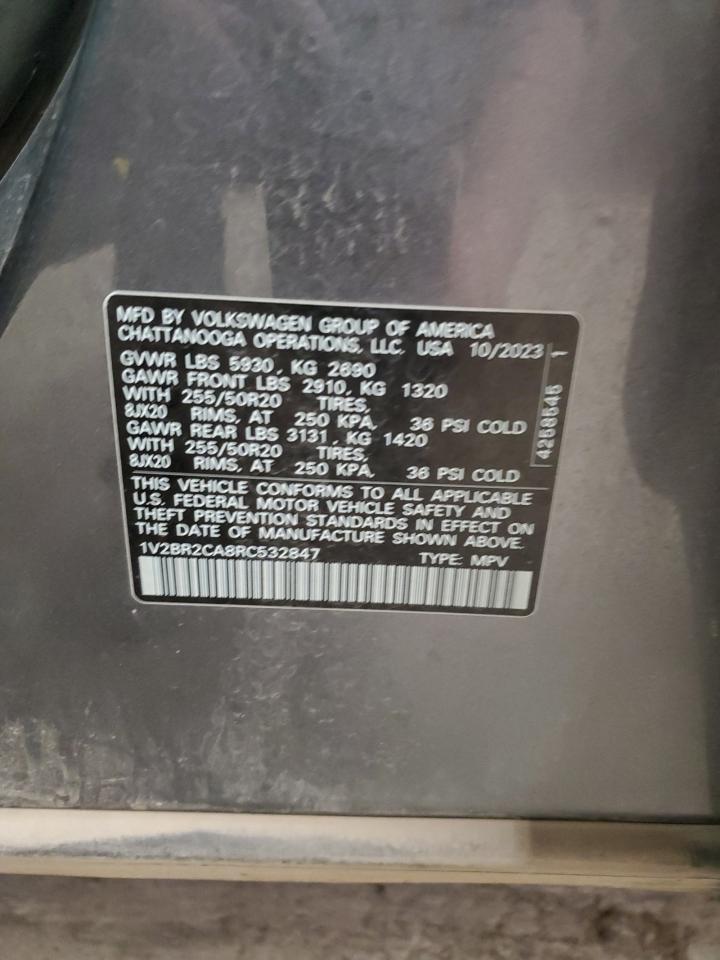 MFD BY VOLKSWAGEN GROUP OF AMERICA
CHATTANOOGA OPERATIONS, LLC, USA 10/2023
GVWR LBS 5930, KG 2690
GAWR FRONT LBS 2910, KG 1320
WITH 255/50R20 TIRES,
8JX20 RIMS, AT 250 KPA, 36 PSI COLD
GAWR REAR LBS 3131, KG 1420
WITH 255/50R20 TIRES,
8JX20 RIMS, AT 250 KPA, 36 PSI COLD
THIS VEHICLE CONFORMS TO ALL APPLICABLE
U.S. FEDERAL MOTOR VEHICLE SAFETY AND
THEFT PREVENTION STANDARDS IN EFFECT ON
THE DATE OF MANUFACTURE SHOWN ABOVE.
1V2BR2CA8RC532847 TYPE: MPV
4258545 1